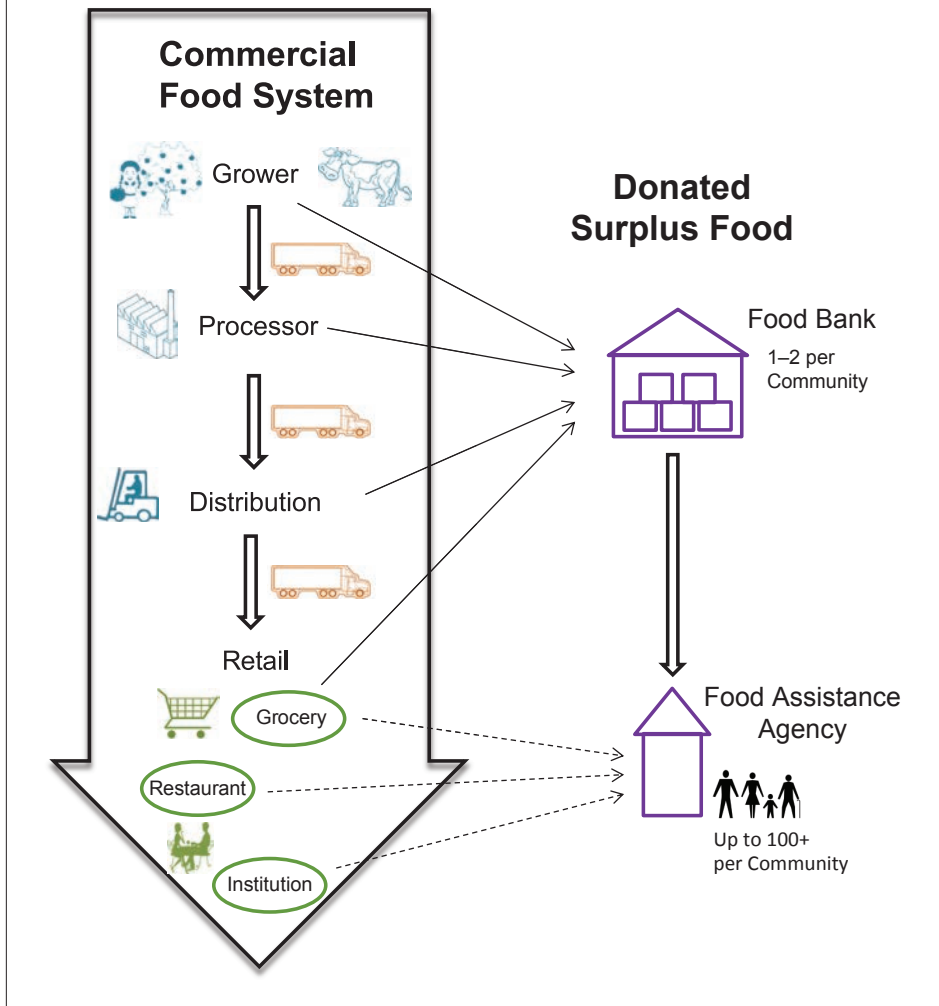 Commercial
Food System
Grower
Processor
Distribution
Retail
Grocery
Restaurant
Institution
Donated
Surplus Food
Food Bank
1–2 per
Community
Food Assistance
Agency
Up to 100+
per Community